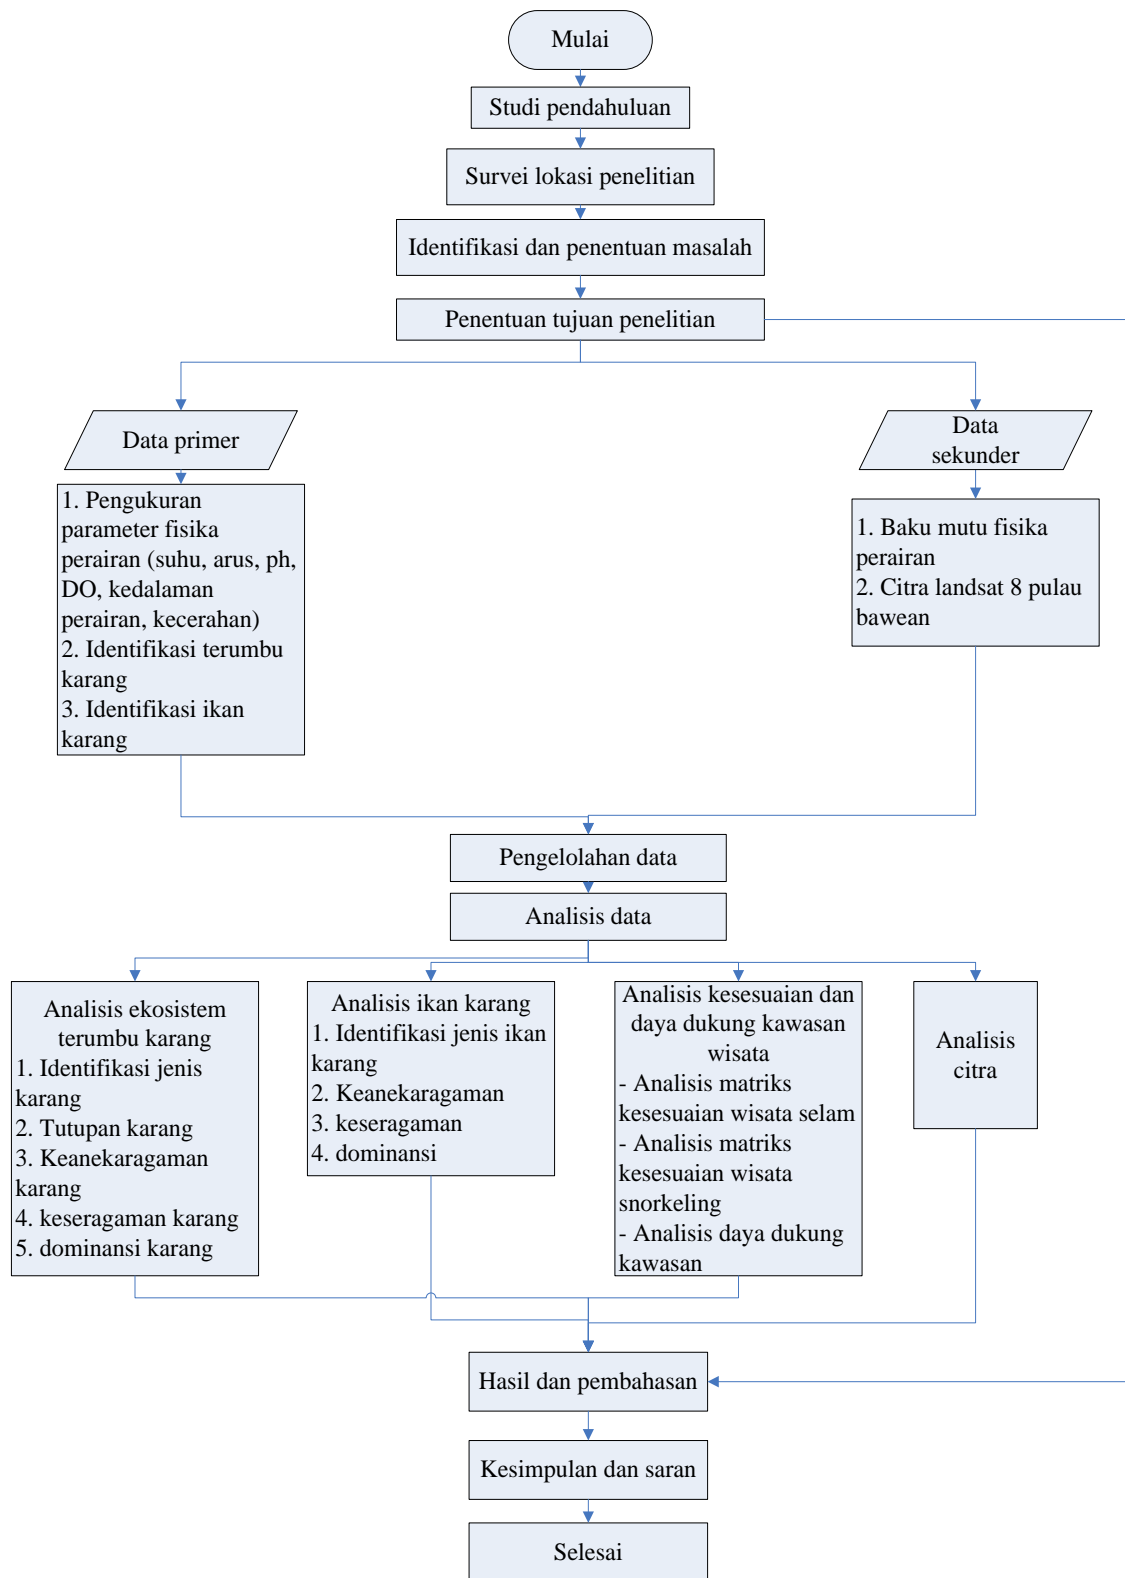 Mulai
Studi pendahuluan
Survei lokasi penelitian
Identifikasi dan penentuan masalah
Penentuan tujuan penelitian
Data primer
Data
sekunder
1. Pengukuran
parameter fisika
perairan (suhu, arus, ph,
DO, kedalaman
perairan, kecerahan)
2. Identifikasi terumbu
karang
3. Identifikasi ikan
karang
1. Baku mutu fisika
perairan
2. Citra landsat 8 pulau
bawean
Pengelolahan data
Analisis data
Analisis ekosistem
terumbu karang
1. Identifikasi jenis
karang
2. Tutupan karang
3. Keanekaragaman
karang
4. keseragaman karang
5. dominansi karang
Analisis ikan karang
1. Identifikasi jenis ikan
karang
2. Keanekaragaman
3. keseragaman
4. dominansi
Analisis kesesuaian dan
daya dukung kawasan
wisata
- Analisis matriks
kesesuaian wisata selam
- Analisis matriks
kesesuaian wisata
snorkeling
- Analisis daya dukung
kawasan
Analisis
citra
Hasil dan pembahasan
Kesimpulan dan saran
Selesai